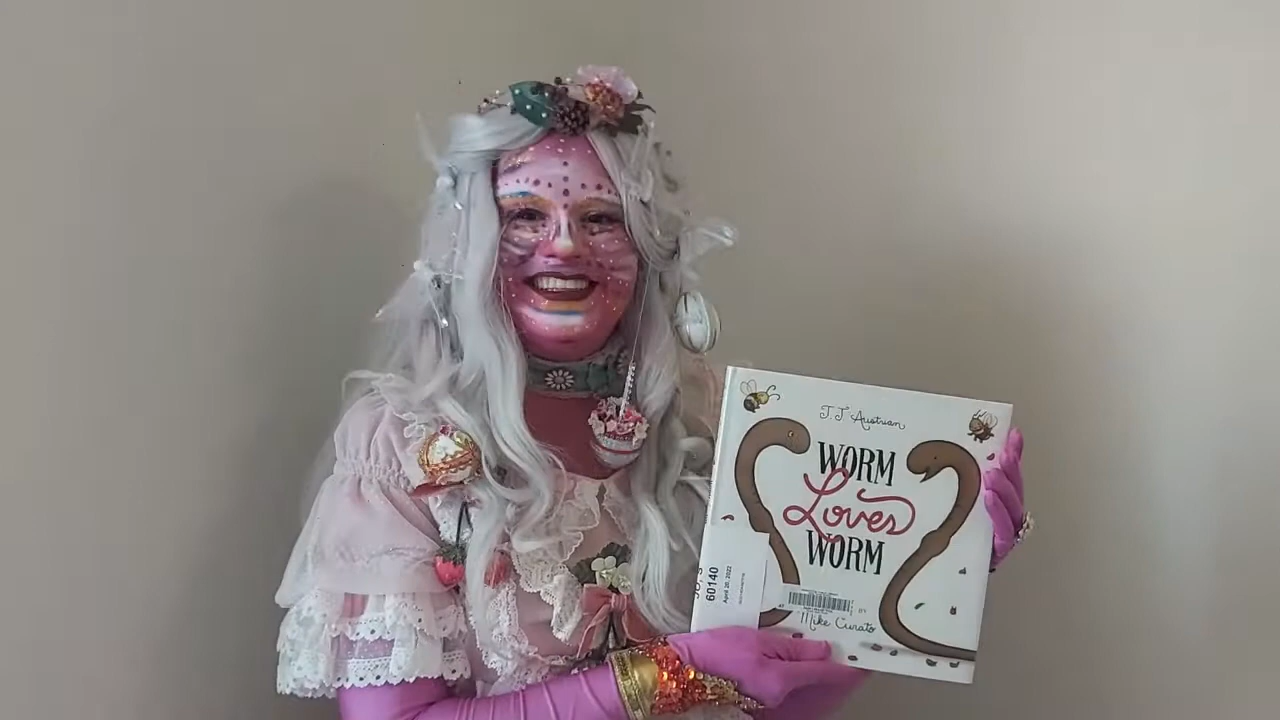 J.J. Austrian
WORM
Loves
WORM
60140
April 20, 2022
BY
Mike Curato